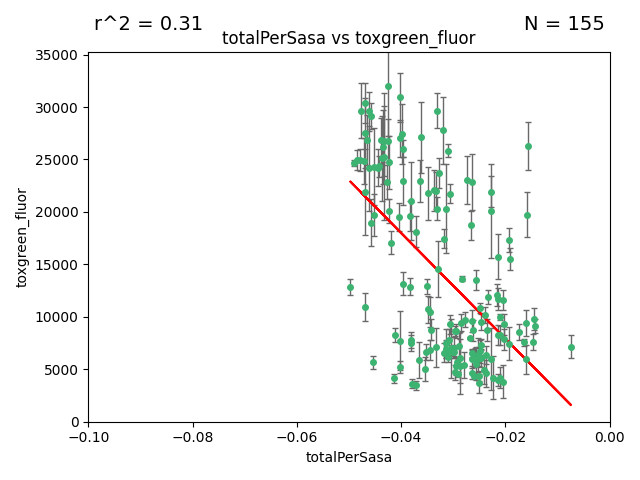 r^2 = 0.31
N = 155
totalPerSasa vs toxgreen_fluor
35000
30000
25000
20000
15000
10000
5000
0
toxgreen_fluor
−0.10
−0.08
−0.06
−0.04
−0.02
0.00
totalPerSasa